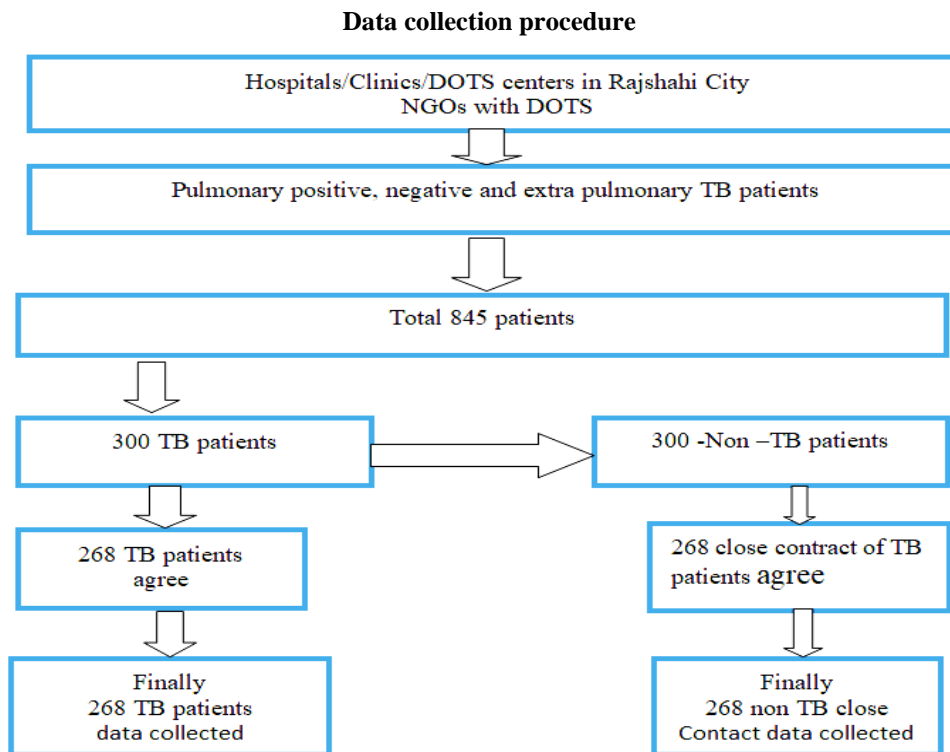 Data collection procedure
Hospitals/Clinics/DOTS centers in Rajshahi City
NGOs with DOTS
Pulmonary positive, negative and extra pulmonary TB patients
Total 845 patients
300 TB patients
300 -Non –TB patients
268 TB patients
agree
268 close contract of TB
patients agree
Finally
268 TB patients
data collected
Finally
268 non TB close
Contact data collected